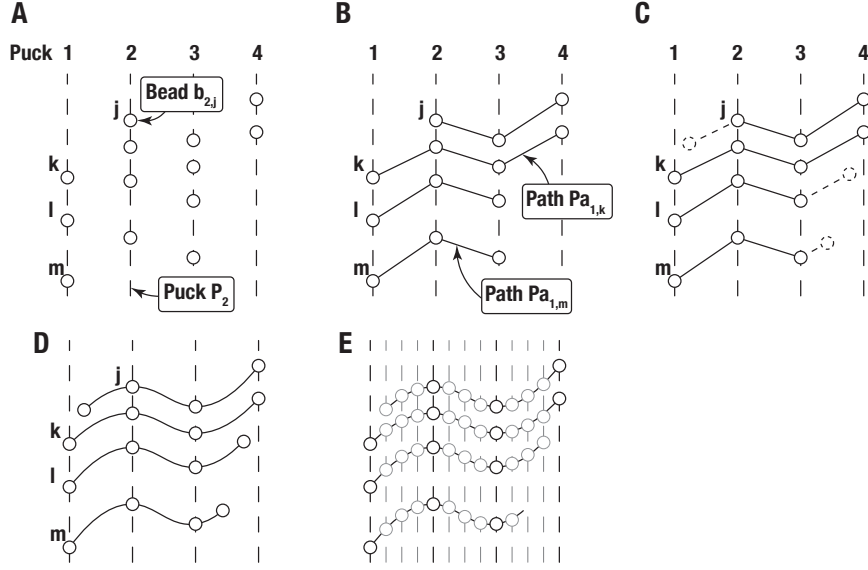 A
Puck 1 2 3 4
j
Bead b2,j
k
l
m
Puck P2
B
1 2 3 4
j
k
Path Pa1,k
l
m
Path Pa1,m
C
1 2 3 4
j
k
l
m
D
j
k
l
m
E